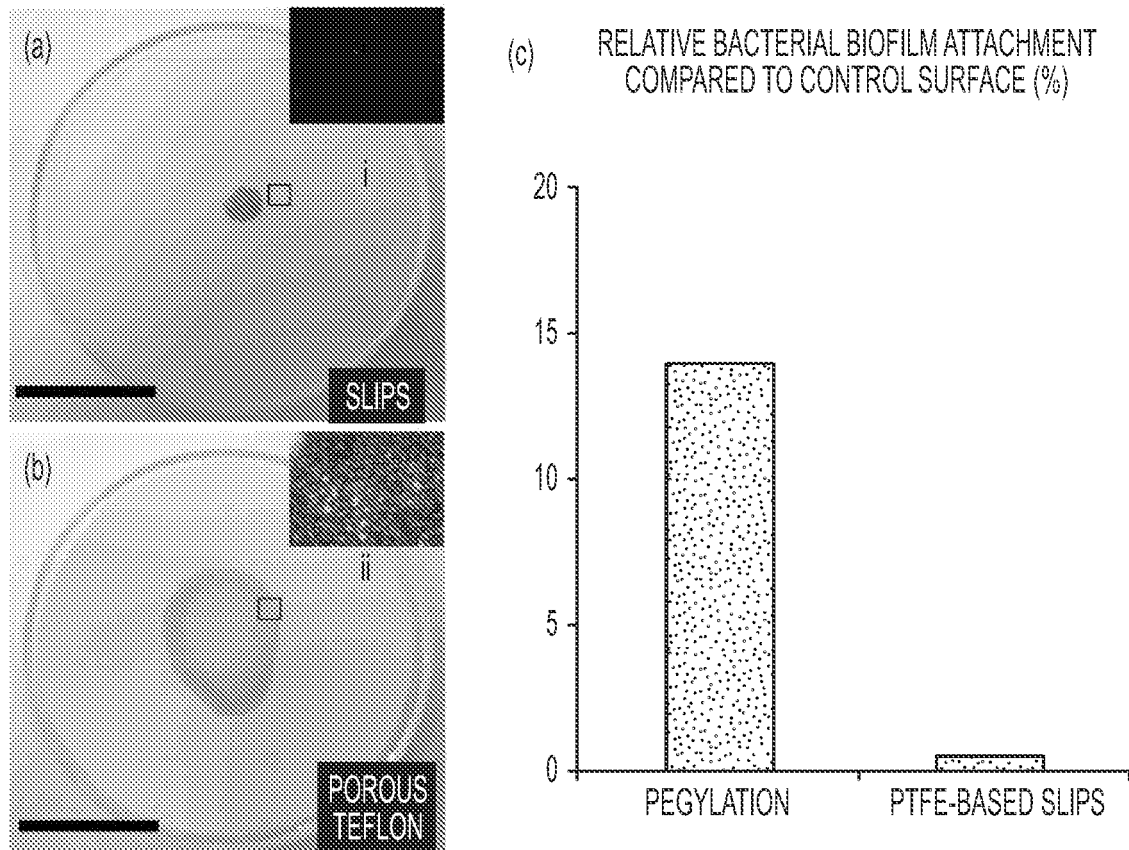 (a)
i
SLIPS
(b)
ii
POROUS
TEFLON
(c)
RELATIVE BACTERIAL BIOFILM ATTACHMENT
COMPARED TO CONTROL SURFACE (%)
20
15
10
5
0
PEGYLATION
PTFE-BASED SLIPS